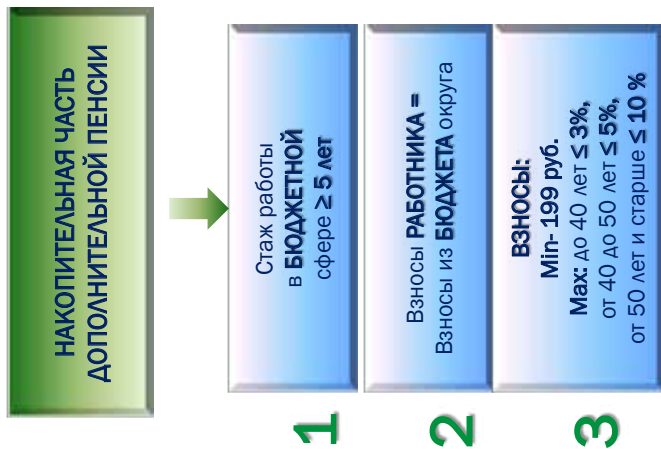 НАКОПИТЕЛЬНАЯ ЧАСТЬ
ДОПОЛНИТЕЛЬНОЙ ПЕНСИИ
1
Стаж работы
в БЮДЖЕТНОЙ
сфере ≥ 5 лет
2
Взносы РАБОТНИКА =
Взносы из БЮДЖЕТА округа
3
ВЗНОСЫ:
Min- 199 руб.
Max: до 40 лет ≤ 3%,
от 40 до 50 лет ≤ 5%,
от 50 лет и старше ≤ 10 %